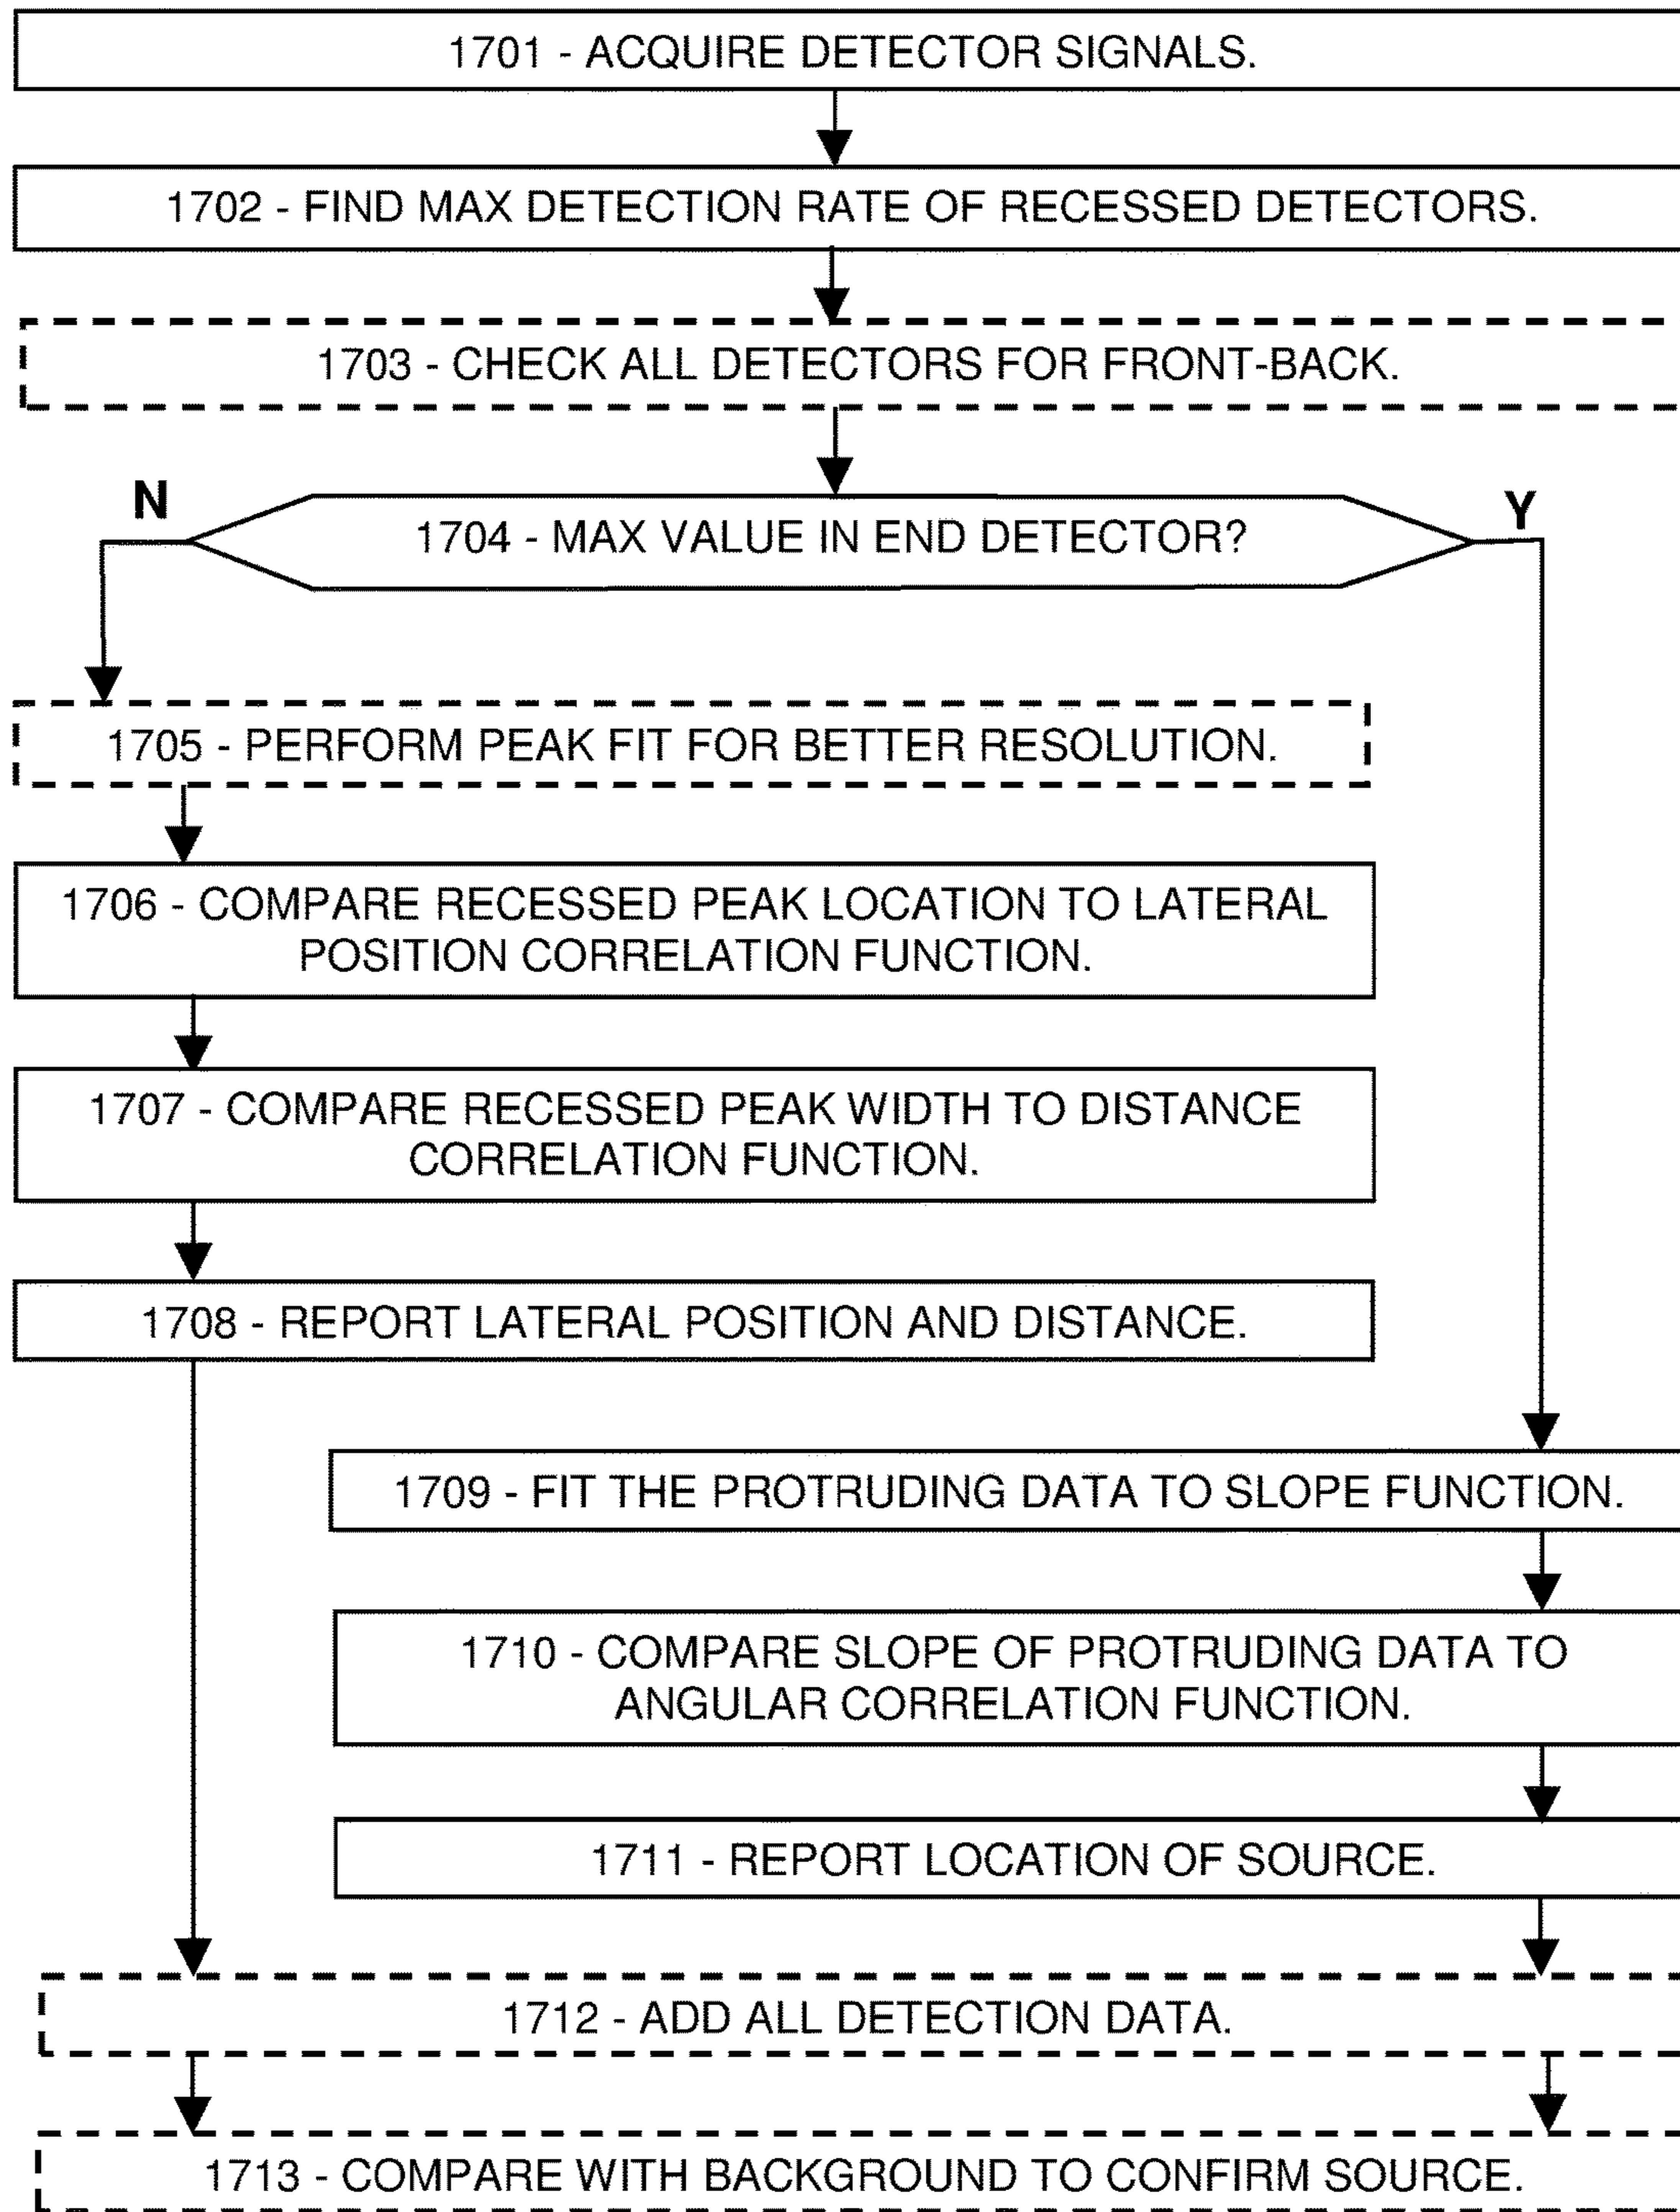 1701 - ACQUIRE DETECTOR SIGNALS.
1702 - FIND MAX DETECTION RATE OF RECESSED DETECTORS.
1703 - CHECK ALL DETECTORS FOR FRONT-BACK.
N
Y
1704 - MAX VALUE IN END DETECTOR?
1705 - PERFORM PEAK FIT FOR BETTER RESOLUTION.
1706 - COMPARE RECESSED PEAK LOCATION TO LATERAL
POSITION CORRELATION FUNCTION.
1707 - COMPARE RECESSED PEAK WIDTH TO DISTANCE
CORRELATION FUNCTION.
1708 - REPORT LATERAL POSITION AND DISTANCE.
1709 - FIT THE PROTRUDING DATA TO SLOPE FUNCTION.
1710 - COMPARE SLOPE OF PROTRUDING DATA TO
ANGULAR CORRELATION FUNCTION.
1711 - REPORT LOCATION OF SOURCE.
1712 - ADD ALL DETECTION DATA.
1713 - COMPARE WITH BACKGROUND TO CONFIRM SOURCE.